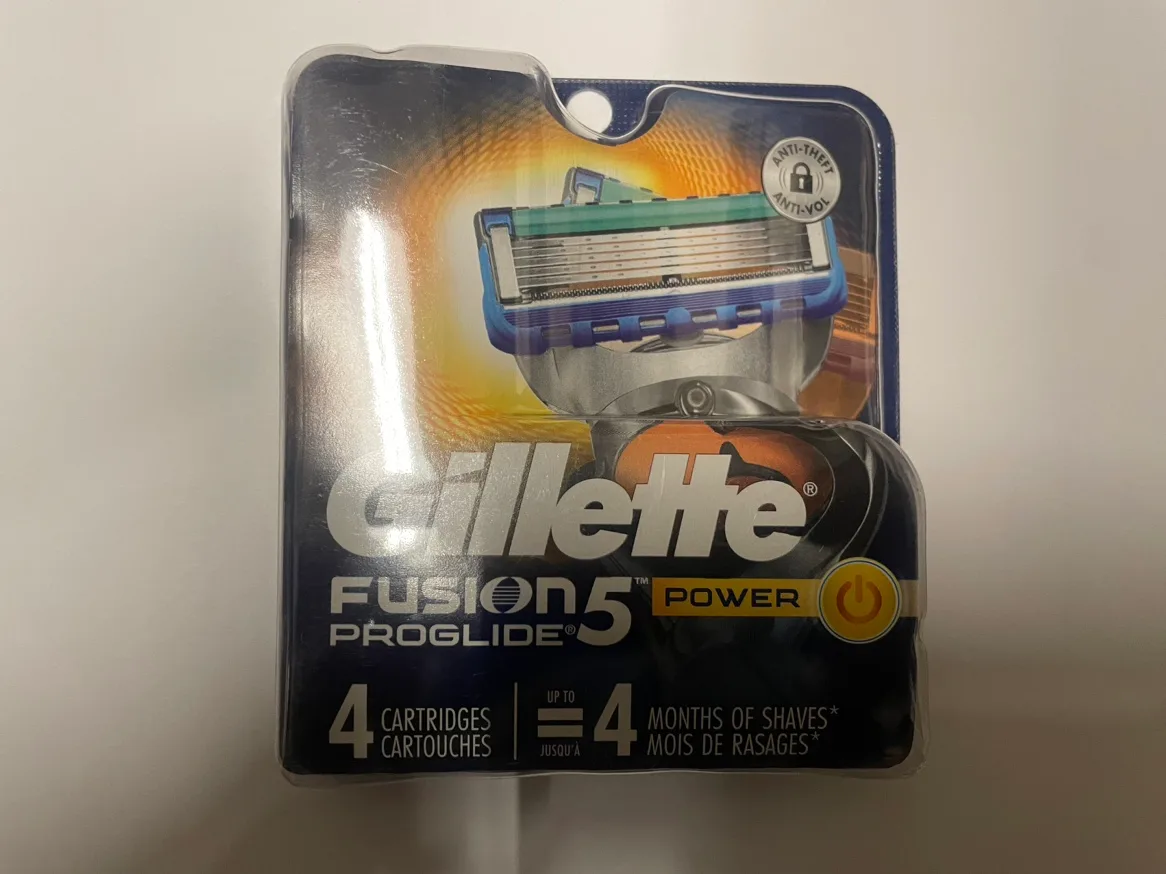 ANTI-THEFT
ANTI-VOL
Gillette®
FUSION5™ POWER
PROGLIDE®
4 CARTRIDGES
CARTOUCHES
UP TO
=
JUSQU'À
4 MONTHS OF SHAVES*
MOIS DE RASAGES*